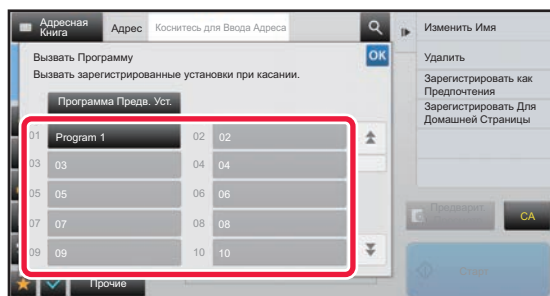 Адресная
Книга
Адрес
Коснитесь для Ввода Адреса
Изменить Имя
Вызвать Программу
OK
Удалить
Вызвать зарегистрированные установки при касании.
Зарегистрировать как
Предпочтения
Программа Предв. Уст.
Зарегистрировать Для
Домашней Страницы
01 Program 1 02 02
03 03 04 04
05 05 06 06
07 07 08 08
09 09 10 10
Предварит.
CA
Старт
Прочие